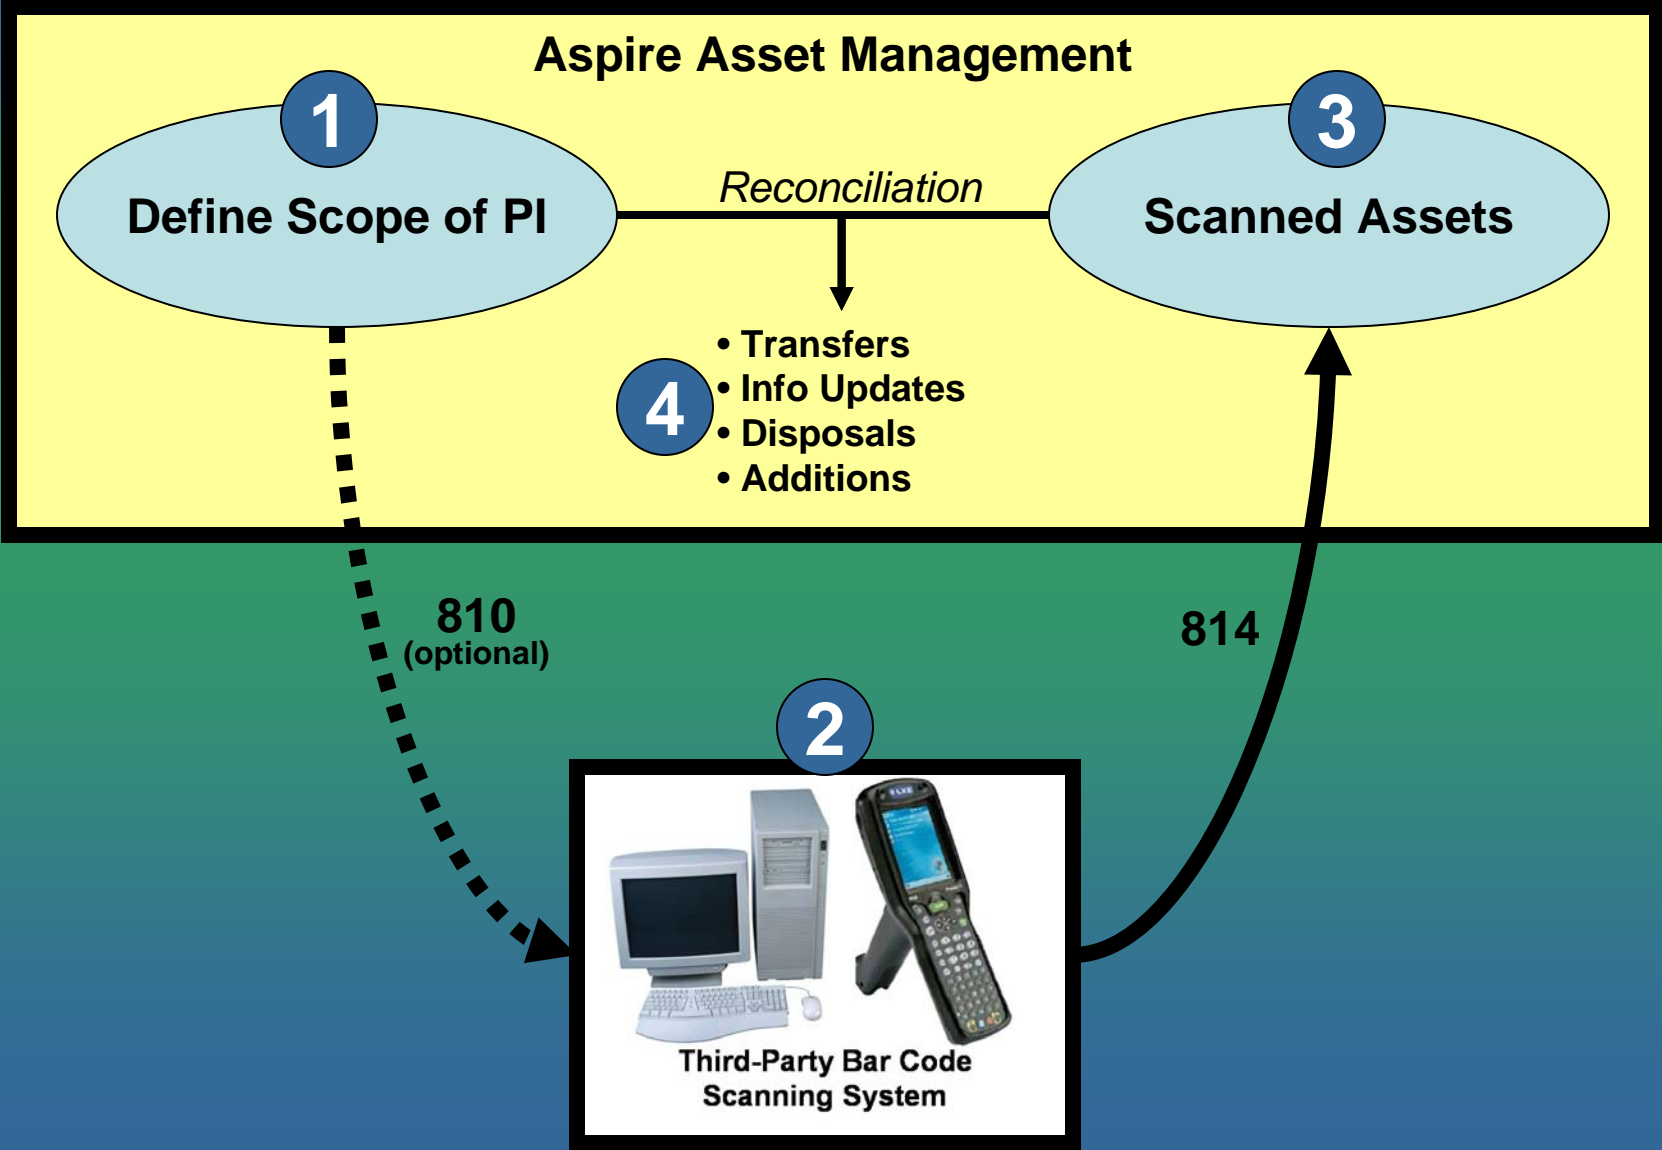 Aspire Asset Management
1
3
Define Scope of PI
Reconciliation
Scanned Assets
4
• Transfers
• Info Updates
• Disposals
• Additions
810
(optional)
814
2
LXE
Third-Party Bar Code
Scanning System